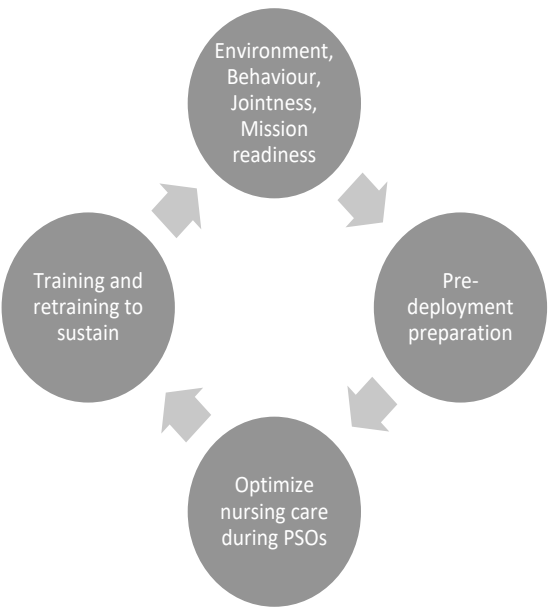 Environment,
Behaviour,
Jointness,
Mission
readiness
Pre-
deployment
preparation
Optimize
nursing care
during PSOs
Training and
retraining to
sustain